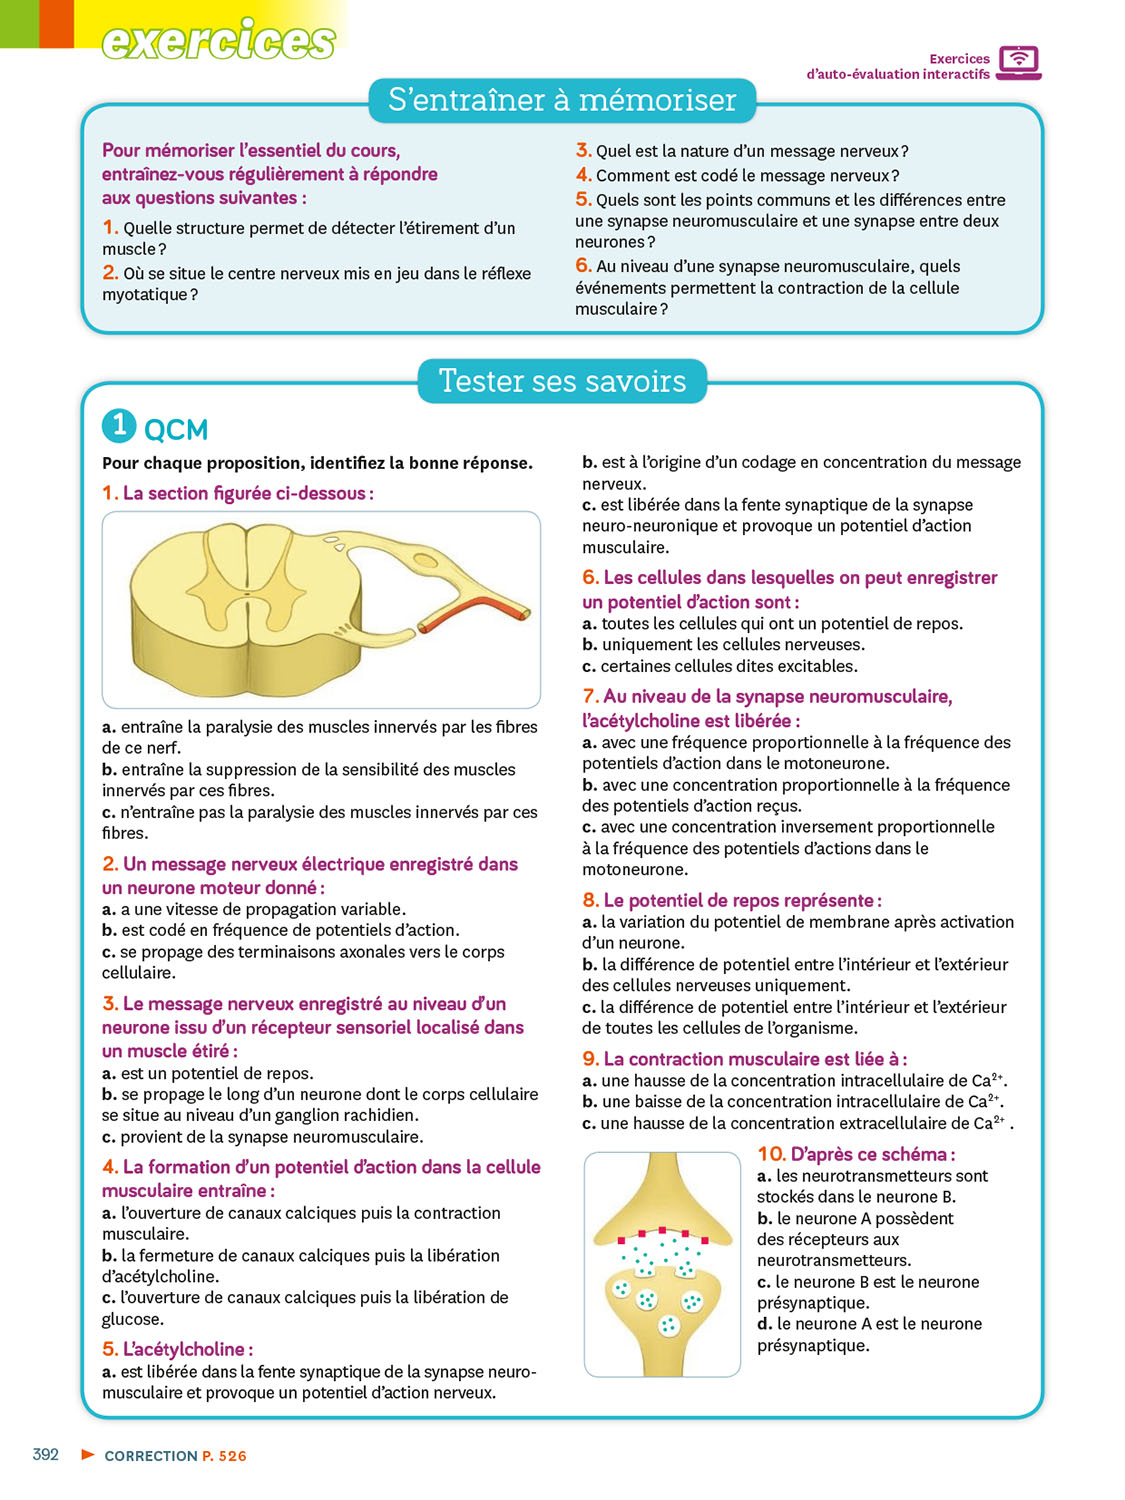 exercices
Exercices
d'auto-évaluation interactifs
S'entraîner à mémoriser
Pour mémoriser l'essentiel du cours,
entraînez-vous régulièrement à répondre
aux questions suivantes :
1. Quelle structure permet de détecter l'étirement d'un
muscle ?
2. Où se situe le centre nerveux mis en jeu dans le réflexe
myotatique ?
3. Quel est la nature d'un message nerveux ?
4. Comment est codé le message nerveux ?
5. Quels sont les points communs et les différences entre
une synapse neuromusculaire et une synapse entre deux
neurones ?
6. Au niveau d'une synapse neuromusculaire, quels
événements permettent la contraction de la cellule
musculaire ?
Tester ses savoirs
1 QCM
Pour chaque proposition, identifiez la bonne réponse.
1. La section figurée ci-dessous :
a. entraîne la paralysie des muscles innervés par les fibres
de ce nerf.
b. entraîne la suppression de la sensibilité des muscles
innervés par ces fibres.
c. n'entraîne pas la paralysie des muscles innervés par ces
fibres.
2. Un message nerveux électrique enregistré dans
un neurone moteur donné :
a. a une vitesse de propagation variable.
b. est codé en fréquence de potentiels d'action.
c. se propage des terminaisons axonales vers le corps
cellulaire.
3. Le message nerveux enregistré au niveau d'un
neurone issu d'un récepteur sensoriel localisé dans
un muscle étiré :
a. est un potentiel de repos.
b. se propage le long d'un neurone dont le corps cellulaire
se situe au niveau d'un ganglion rachidien.
c. provient de la synapse neuromusculaire.
4. La formation d'un potentiel d'action dans la cellule
musculaire entraîne :
a. l'ouverture de canaux calciques puis la contraction
musculaire.
b. la fermeture de canaux calciques puis la libération
d'acétylcholine.
c. l'ouverture de canaux calciques puis la libération de
glucose.
5. L'acétylcholine :
a. est libérée dans la fente synaptique de la synapse neuro-
musculaire et provoque un potentiel d'action nerveux.
b. est à l'origine d'un codage en concentration du message
nerveux.
c. est libérée dans la fente synaptique de la synapse
neuro-neuronique et provoque un potentiel d'action
musculaire.
6. Les cellules dans lesquelles on peut enregistrer
un potentiel d'action sont :
a. toutes les cellules qui ont un potentiel de repos.
b. uniquement les cellules nerveuses.
c. certaines cellules dites excitables.
7. Au niveau de la synapse neuromusculaire,
l'acétylcholine est libérée :
a. avec une fréquence proportionnelle à la fréquence des
potentiels d'action dans le motoneurone.
b. avec une concentration proportionnelle à la fréquence
des potentiels d'action reçus.
c. avec une concentration inversement proportionnelle
à la fréquence des potentiels d'actions dans le
motoneurone.
8. Le potentiel de repos représente :
a. la variation du potentiel de membrane après activation
d'un neurone.
b. la différence de potentiel entre l'intérieur et l'extérieur
des cellules nerveuses uniquement.
c. la différence de potentiel entre l'intérieur et l'extérieur
de toutes les cellules de l'organisme.
9. La contraction musculaire est liée à :
a. une hausse de la concentration intracellulaire de Ca²⁺.
b. une baisse de la concentration intracellulaire de Ca²⁺.
c. une hausse de la concentration extracellulaire de Ca²⁺ .
10. D'après ce schéma :
a. les neurotransmetteurs sont
stockés dans le neurone B.
b. le neurone A possèdent
des récepteurs aux
neurotransmetteurs.
c. le neurone B est le neurone
présynaptique.
d. le neurone A est le neurone
présynaptique.
392 ► CORRECTION P. 526